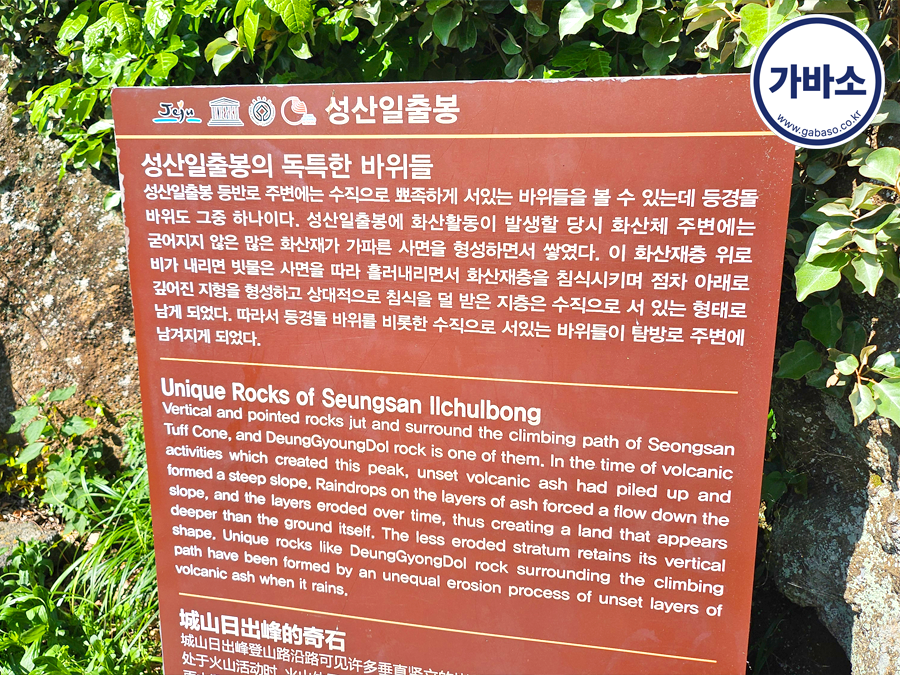 Jeju
UNESCO
성산일출봉
가바소
www.gabaso.co.kr
성산일출봉의 독특한 바위들
성산일출봉 등반로 주변에는 수직으로 뾰족하게 서있는 바위들을 볼 수 있는데 등경돌
바위도 그중 하나이다. 성산일출봉에 화산활동이 발생할 당시 화산체 주변에는
굳어지지 않은 많은 화산재가 가파른 사면을 형성하면서 쌓였다. 이 화산재층 위로
비가 내리면 빗물은 사면을 따라 흘러내리면서 화산재층을 침식시키며 점차 아래로
깊어진 지형을 형성하고 상대적으로 침식을 덜 받은 지층은 수직으로 서 있는 형태로
남게 되었다. 따라서 등경돌 바위를 비롯한 수직으로 서있는 바위들이 탐방로 주변에
남겨지게 되었다.
Unique Rocks of Seungsan Ilchulbong
Vertical and pointed rocks jut and surround the climbing path of Seongsan
Tuff Cone, and DeungGyoungDol rock is one of them. In the time of volcanic
activities which created this peak, unset volcanic ash had piled up and
formed a steep slope. Raindrops on the layers of ash forced a flow down the
slope, and the layers eroded over time, thus creating a land that appears
deeper than the ground itself. The less eroded stratum retains its vertical
shape. Unique rocks like DeungGyongDol rock surrounding the climbing
path have been formed by an unequal erosion process of unset layers of
volcanic ash when it rains.
城山日出峰的奇石
城山日出峰登山路沿路可见许多垂直竖立的
处于火山活动时